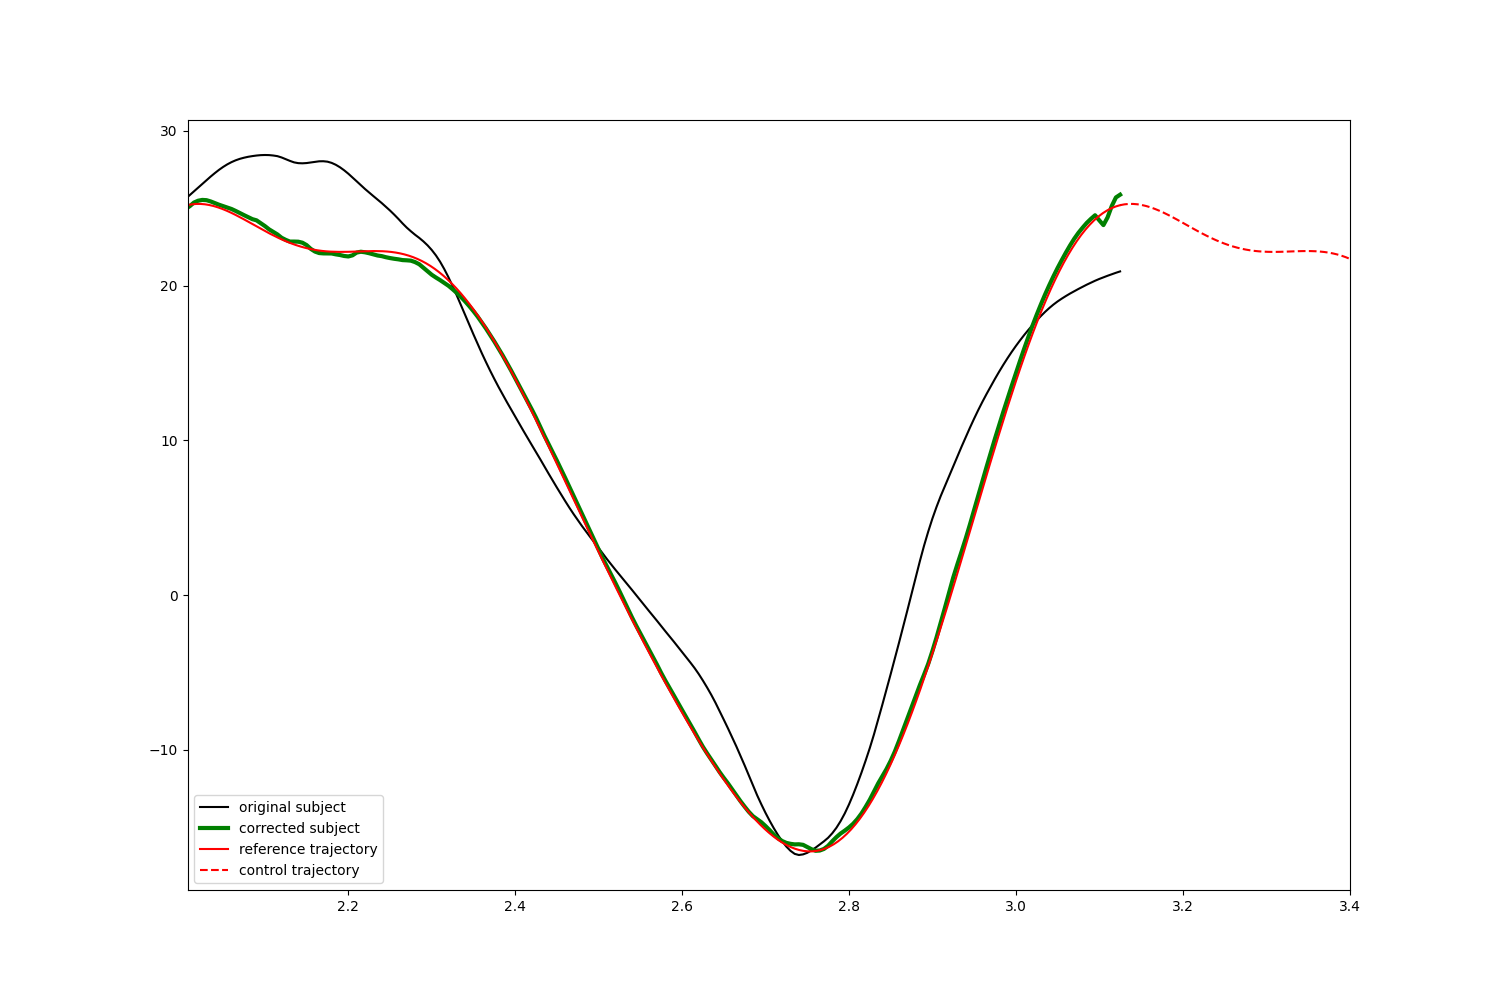 30
20
10
0
−10
original subject
corrected subject
reference trajectory
control trajectory
2.2 2.4 2.6 2.8 3.0 3.2 3.4